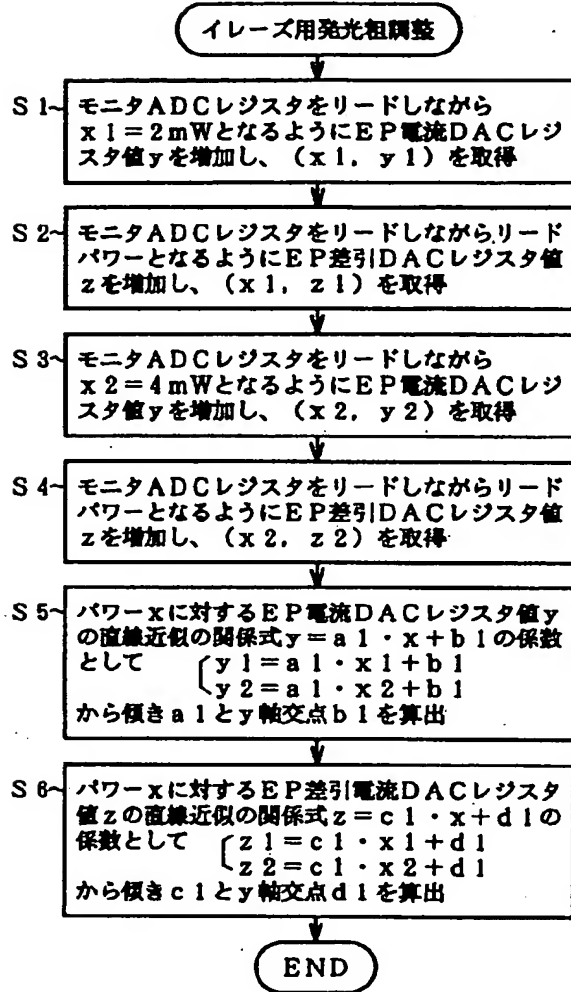 イレーズ用発光粗調整
S1~ モニタADCレジスタをリードしながら
x1=2mWとなるようにEP電流DACレジ
スタ値yを増加し、(x1, y1)を取得
S2~ モニタADCレジスタをリードしながらリード
パワーとなるようにEP差引DACレジスタ値
zを増加し、(x1, z1)を取得
S3~ モニタADCレジスタをリードしながら
x2=4mWとなるようにEP電流DACレジ
スタ値yを増加し、(x2, y2)を取得
S4~ モニタADCレジスタをリードしながらリード
パワーとなるようにEP差引DACレジスタ値
zを増加し、(x2, z2)を取得
S5~ パワーxに対するEP電流DACレジスタ値y
の直線近似の関係式y=a1・x+b1の係数
として y1=a1・x1+b1
y2=a1・x2+b1
から傾きa1とy軸交点b1を算出
S6~ パワーxに対するEP差引電流DACレジスタ
値zの直線近似の関係式z=c1・x+d1の
係数として z1=c1・x1+d1
z2=c1・x2+d1
から傾きc1とy軸交点d1を算出
END